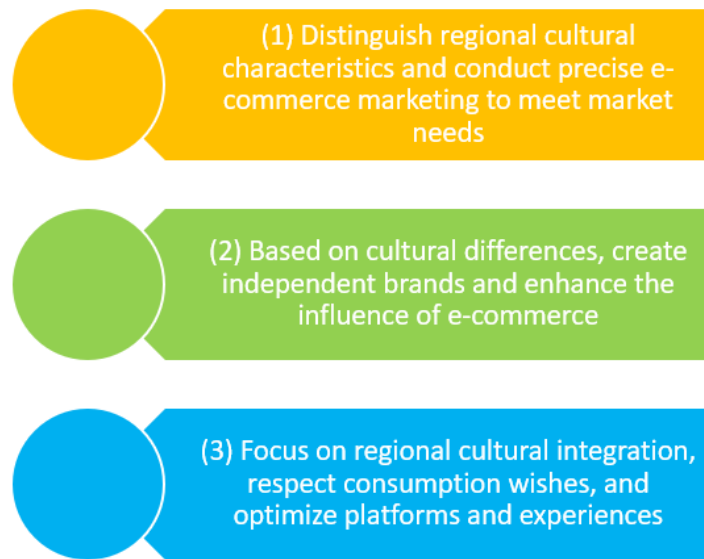 (1) Distinguish regional cultural
characteristics and conduct precise e-
commerce marketing to meet market
needs
(2) Based on cultural differences, create
independent brands and enhance the
influence of e-commerce
(3) Focus on regional cultural integration,
respect consumption wishes, and
optimize platforms and experiences